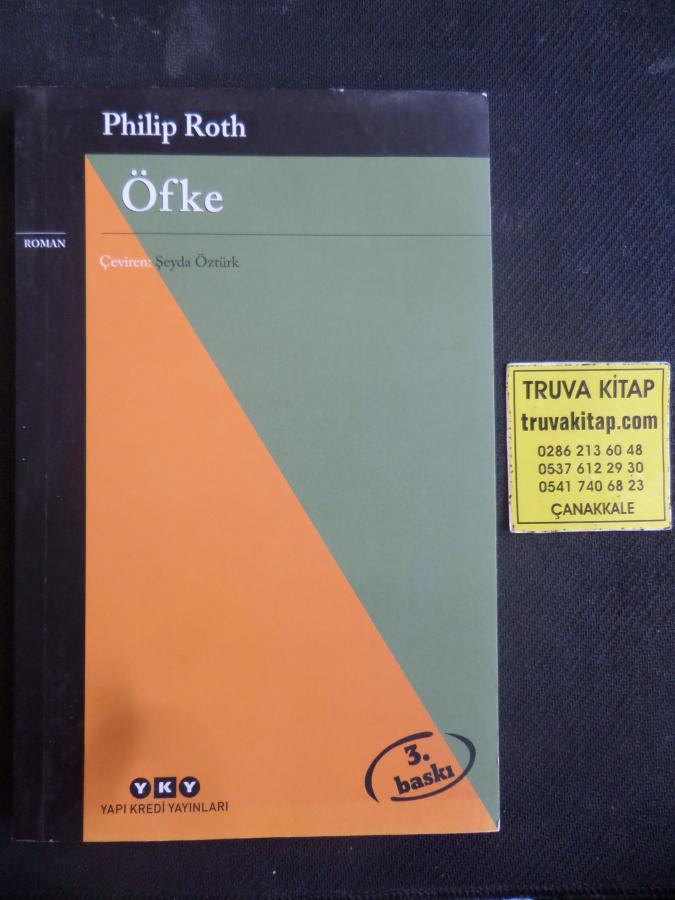 Philip Roth
Öfke
ROMAN
Çeviren: Şeyda Öztürk
3.
baskı
YKY
YAPI KREDİ YAYINLARI
TRUVA KİTAP
truvakitap.com
0286 213 60 48
0537 612 29 30
0541 740 68 23
ÇANAKKALE